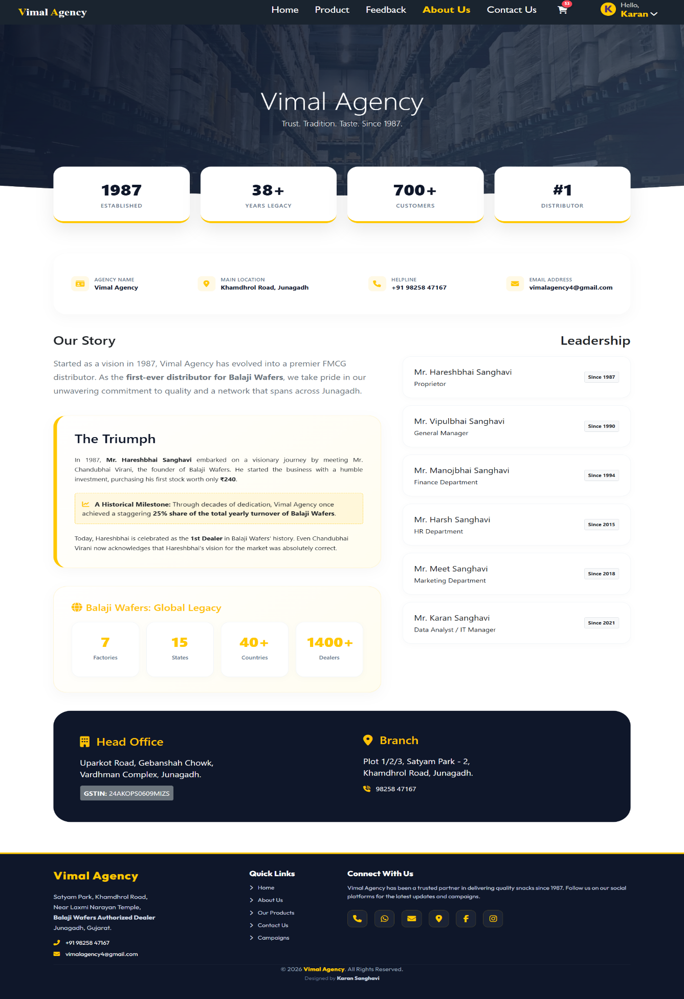 Vimal Agency
Home Product Feedback About Us Contact Us 53 K Hello, Karan
Vimal Agency
Trust. Tradition. Taste. Since 1987.
1987
ESTABLISHED
38+
YEARS LEGACY
700+
CUSTOMERS
#1
DISTRIBUTOR
AGENCY NAME
Vimal Agency
MAIN LOCATION
Khamdhrol Road, Junagadh
HELPLINE
+91 98258 47167
EMAIL ADDRESS
vimalagency4@gmail.com
Our Story
Started as a vision in 1987, Vimal Agency has evolved into a premier FMCG
distributor. As the first-ever distributor for Balaji Wafers, we take pride in our
unwavering commitment to quality and a network that spans across Junagadh.
The Triumph
In 1987, Mr. Hareshbhai Sanghavi embarked on a visionary journey by meeting Mr.
Chandubhai Virani, the founder of Balaji Wafers. He started the business with a humble
investment, purchasing his first stock worth only ₹240.
A Historical Milestone: Through decades of dedication, Vimal Agency once
achieved a staggering 25% share of the total yearly turnover of Balaji Wafers.
Today, Hareshbhai is celebrated as the 1st Dealer in Balaji Wafers' history. Even Chandubhai
Virani now acknowledges that Hareshbhai's vision for the market was absolutely correct.
Balaji Wafers: Global Legacy
7
Factories
15
States
40+
Countries
1400+
Dealers
Leadership
Mr. Hareshbhai Sanghavi
Proprietor
Since 1987
Mr. Vipulbhai Sanghavi
General Manager
Since 1990
Mr. Manojbhai Sanghavi
Finance Department
Since 1994
Mr. Harsh Sanghavi
HR Department
Since 2015
Mr. Meet Sanghavi
Marketing Department
Since 2018
Mr. Karan Sanghavi
Data Analyst / IT Manager
Since 2021
Head Office
Uparkot Road, Gebanshah Chowk,
Vardhman Complex, Junagadh.
GSTIN: 24AKOPS0609MIZS
Branch
Plot 1/2/3, Satyam Park - 2,
Khamdhrol Road, Junagadh.
98258 47167
Vimal Agency
Satyam Park, Khamdhrol Road,
Near Laxmi Narayan Temple,
Balaji Wafers Authorized Dealer
Junagadh, Gujarat.
+91 98258 47167
vimalagency4@gmail.com
Quick Links
Home
About Us
Our Products
Contact Us
Campaigns
Connect With Us
Vimal Agency has been a trusted partner in delivering quality snacks since 1987. Follow us on our social
platforms for the latest updates and campaigns.
© 2026 Vimal Agency. All Rights Reserved.
Designed by Karan Sanghavi